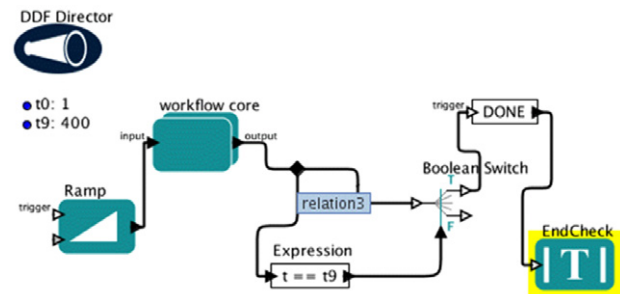 DDF Director
t0: 1
t9: 400
workflow core
input
output
trigger
DONE
Boolean Switch
T
F
Ramp
trigger
relation3
Expression
t == t9
EndCheck
T